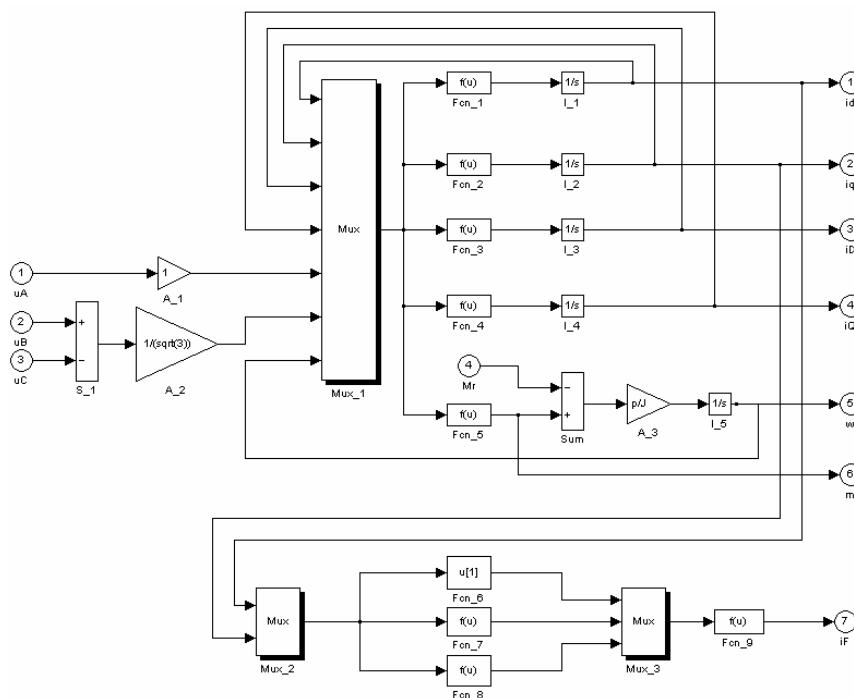 f(u)
Fcn_1
1/s
I_1
1
id
f(u)
Fcn_2
1/s
I_2
2
iq
Mux
Mux_1
f(u)
Fcn_3
1/s
I_3
3
iD
1
uA
1
A_1
2
uB
3
uC
+
−
S_1
1/(sqrt(3))
A_2
f(u)
Fcn_4
1/s
I_4
4
iQ
4
Mr
f(u)
Fcn_5
−
+
Sum
p/J
A_3
1/s
I_5
5
w
6
m
Mux
Mux_2
u[1]
Fcn_6
f(u)
Fcn_7
f(u)
Fcn_8
Mux
Mux_3
f(u)
Fcn_9
7
iF